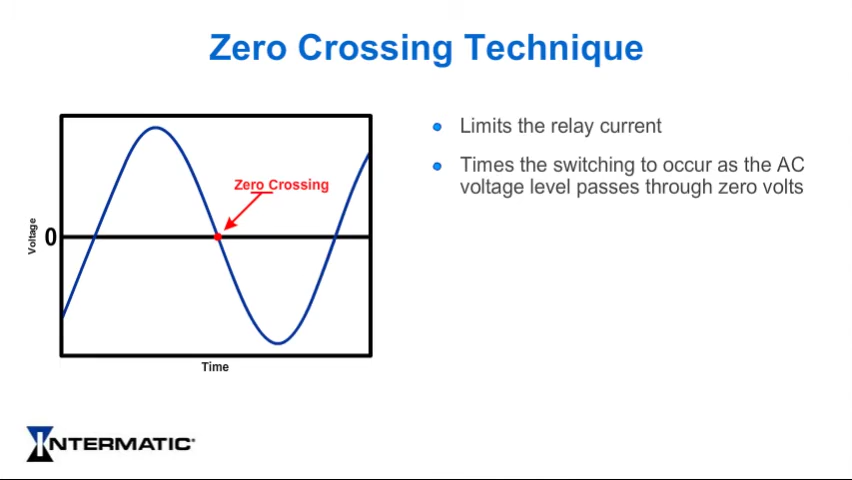 Zero Crossing Technique
Zero Crossing
Voltage
0
Time
Limits the relay current
Times the switching to occur as the AC
voltage level passes through zero volts
INTERMATIC®